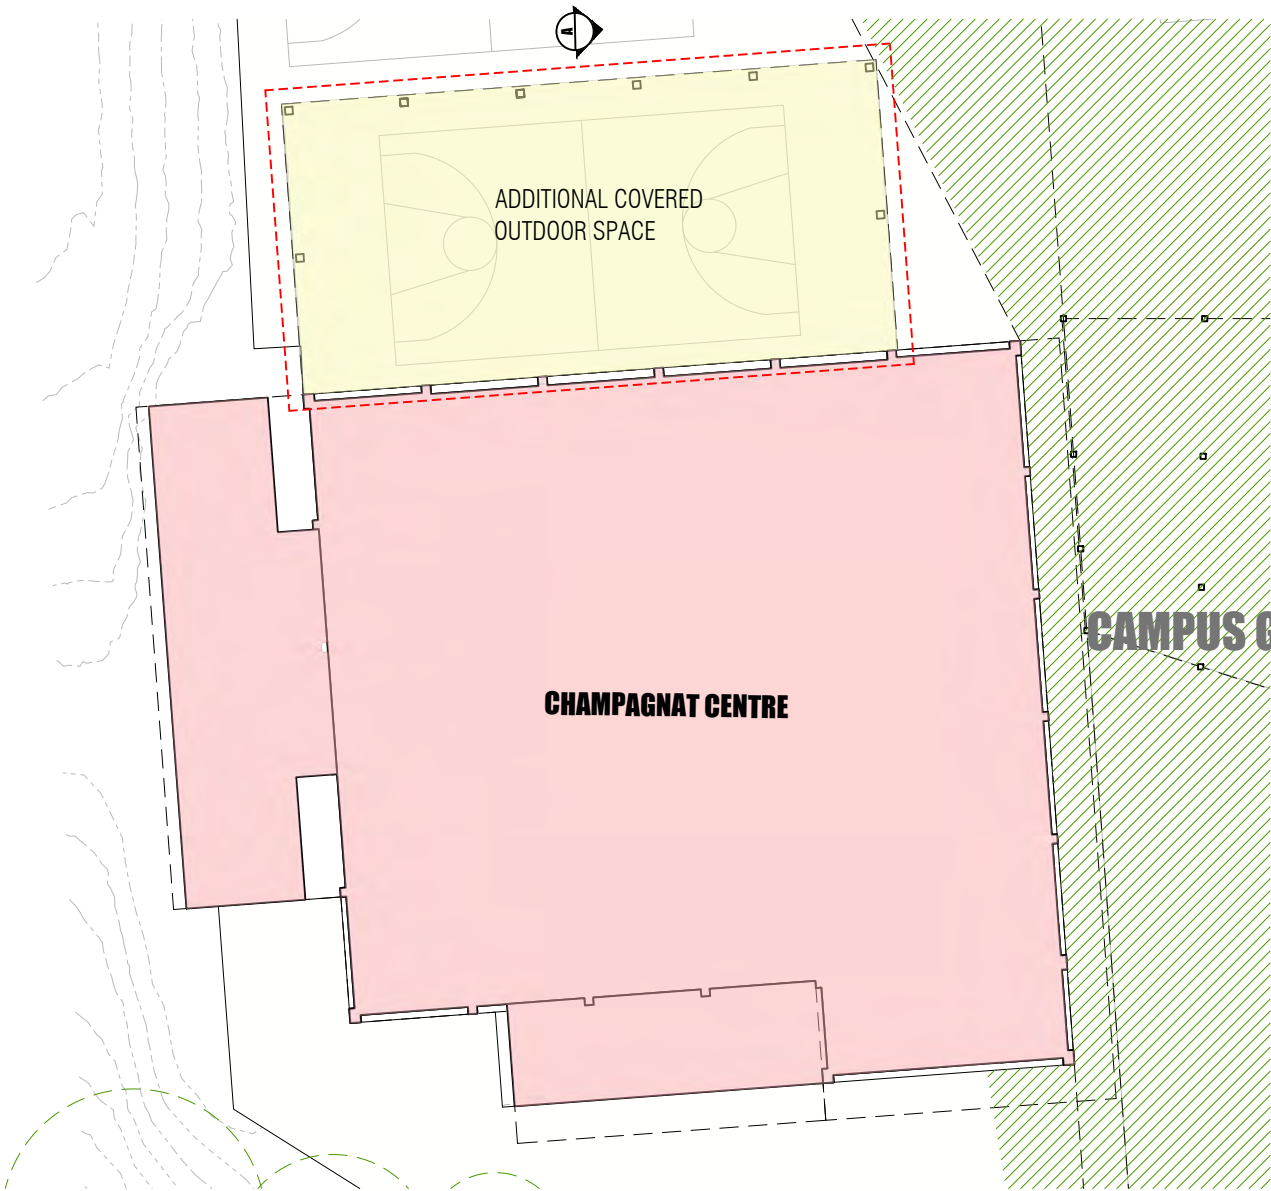 A
ADDITIONAL COVERED
OUTDOOR SPACE
CAMPUS G
CHAMPAGNAT CENTRE